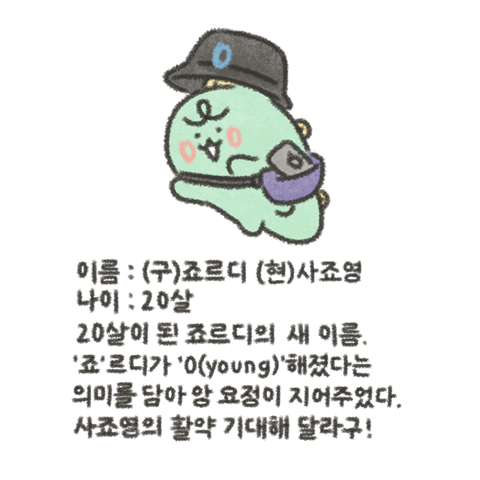 이름 : (구)죠르디 (현)사죠영
나이 : 20살
20살이 된 죠르디의 새 이름.
'죠'르디가 '0(young)'해졌다는
의미를 담아 앙 요정이 지어주었다.
사죠영의 활약 기대해 달라구!